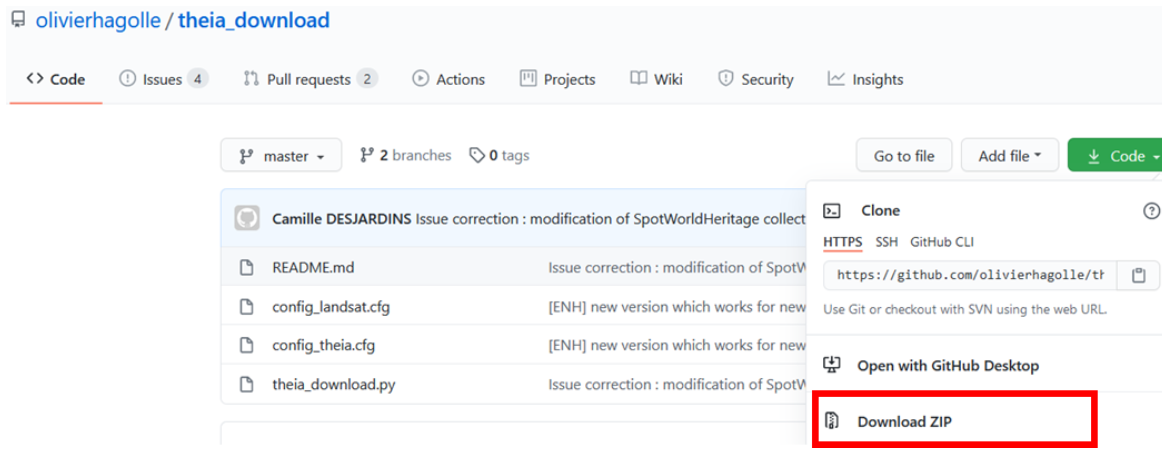 olivierhagolle / theia_download
<> Code Issues 4 Pull requests 2 Actions Projects Wiki Security Insights
master 2 branches 0 tags Go to file Add file Code
Camille DESJARDINS Issue correction : modification of SpotWorldHeritage collect
README.md Issue correction : modification of SpotW
config_landsat.cfg [ENH] new version which works for new
config_theia.cfg [ENH] new version which works for new
theia_download.py Issue correction : modification of SpotW
Clone
HTTPS SSH GitHub CLI
https://github.com/olivierhagolle/th
Use Git or checkout with SVN using the web URL.
Open with GitHub Desktop
Download ZIP